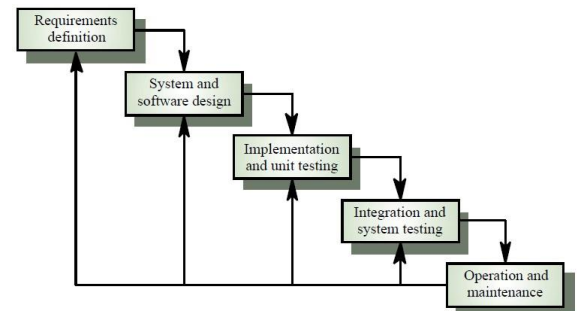 Requirements
definition
System and
software design
Implementation
and unit testing
Integration and
system testing
Operation and
maintenance